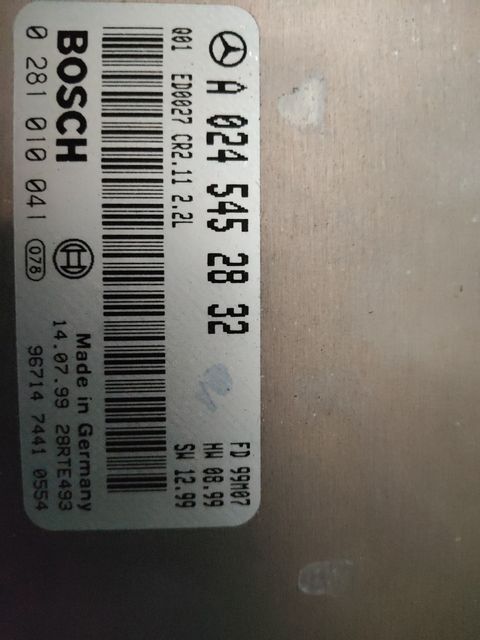 A 024 545 28 32
Q01 ED0027 CR2.11 2.2L
FD 99M07
HW 08.99
SW 12.99
BOSCH
0 281 010 041
078
Made in Germany
14.07.99 28RTE493
96714 7441 0554